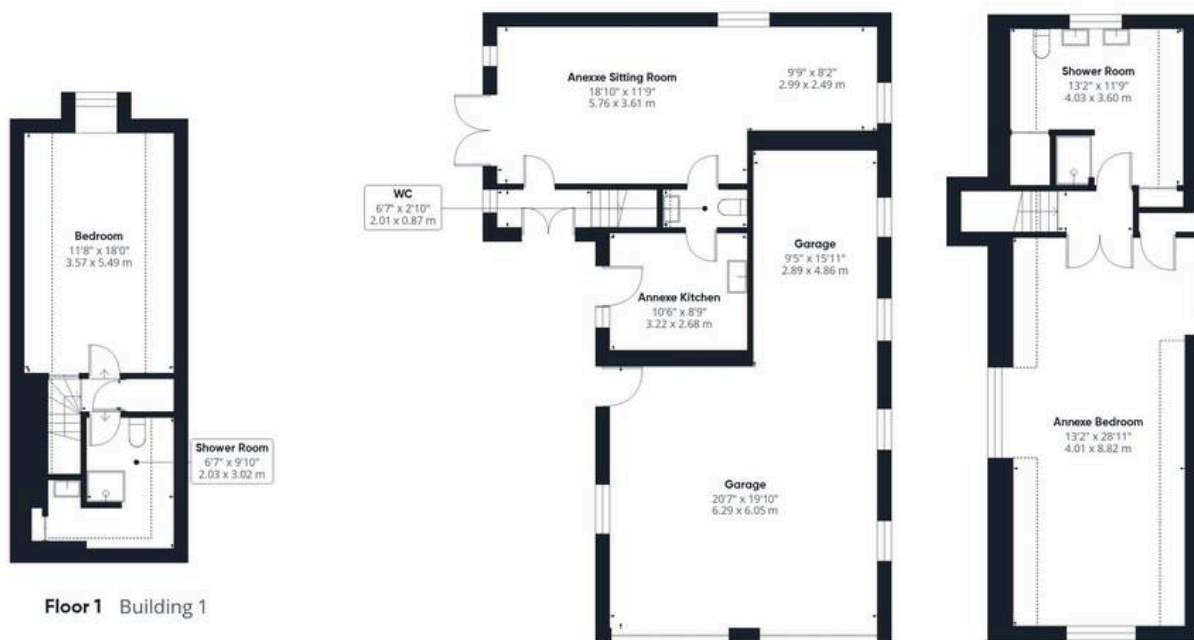 Bedroom
11'8" x 18'0"
3.57 x 5.49 m
Shower Room
6'7" x 9'10"
2.03 x 3.02 m
Floor 1 Building 1
Anexxe Sitting Room
18'10" x 11'9"
5.76 x 3.61 m
9'9" x 8'2"
2.99 x 2.49 m
WC
6'7" x 2'10"
2.01 x 0.87 m
Garage
9'5" x 15'11"
2.89 x 4.86 m
Annexe Kitchen
10'6" x 8'9"
3.22 x 2.68 m
Garage
20'7" x 19'10"
6.29 x 6.05 m
Shower Room
13'2" x 11'9"
4.03 x 3.60 m
Annexe Bedroom
13'2" x 28'11"
4.01 x 8.82 m